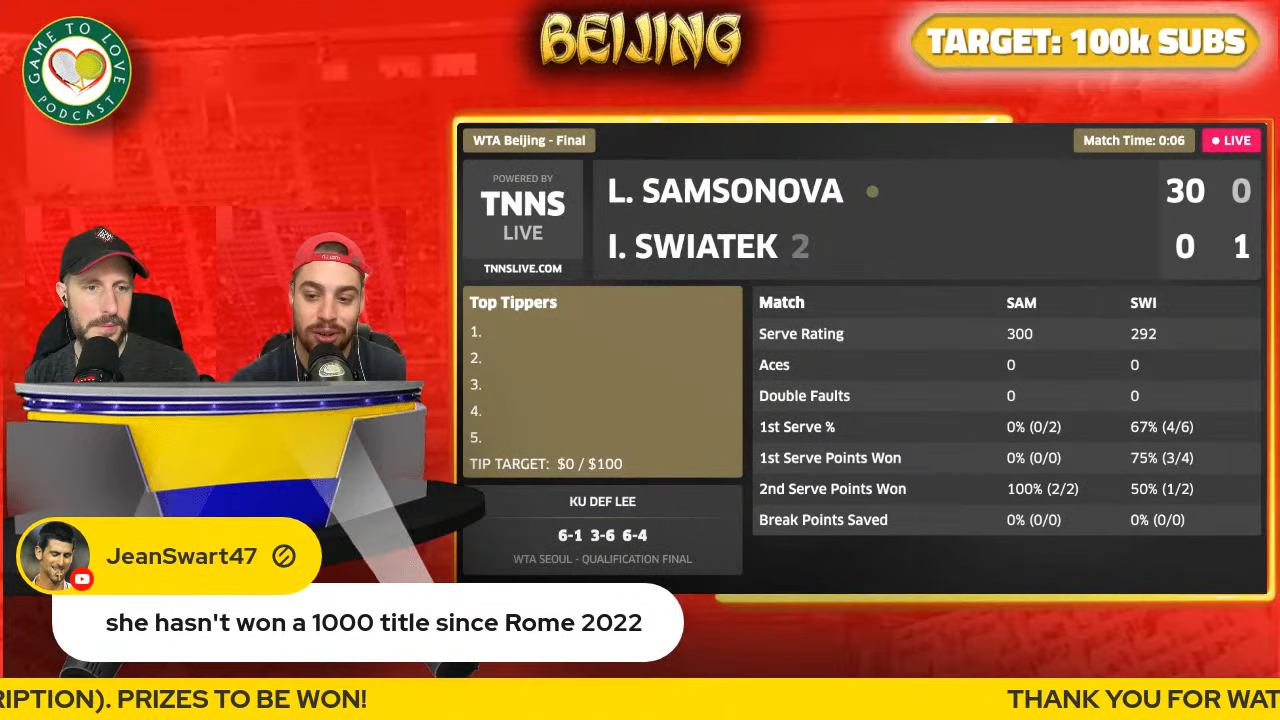 GAME TO LOVE
PODCAST
BEIJING
TARGET: 100k SUBS
WTA Beijing - Final
Match Time: 0:06
LIVE
POWERED BY
TNNS
LIVE
TNNSLIVE.COM
L. SAMSONOVA 30 0
I. SWIATEK 2 0 1
Top Tippers
1.
2.
3.
4.
5.
TIP TARGET: $0 / $100
KU DEF LEE
6-1 3-6 6-4
WTA SEOUL - QUALIFICATION FINAL
Match SAM SWI
Serve Rating 300 292
Aces 0 0
Double Faults 0 0
1st Serve % 0% (0/2) 67% (4/6)
1st Serve Points Won 0% (0/0) 75% (3/4)
2nd Serve Points Won 100% (2/2) 50% (1/2)
Break Points Saved 0% (0/0) 0% (0/0)
JeanSwart47
she hasn't won a 1000 title since Rome 2022
RIPTION). PRIZES TO BE WON! THANK YOU FOR WAT